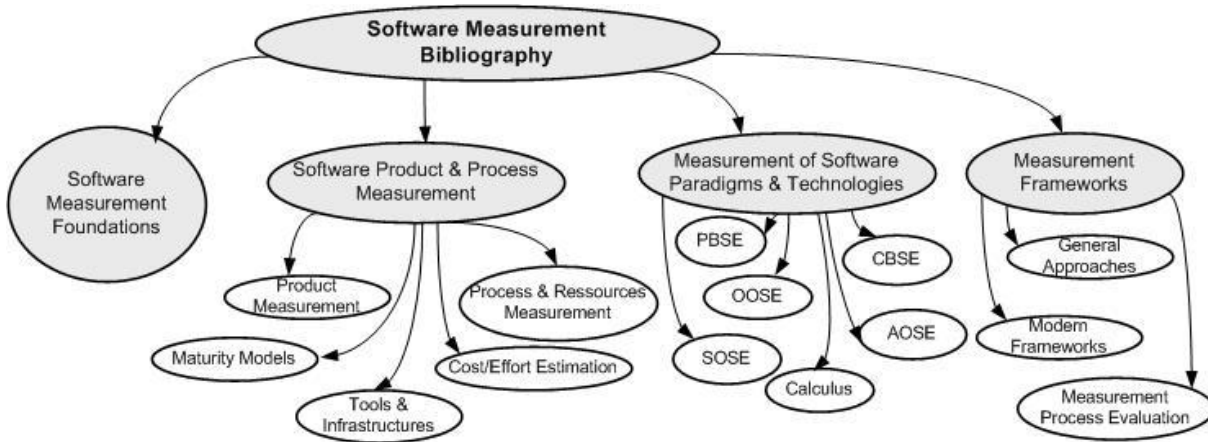 Software Measurement
Bibliography
Software
Measurement
Foundations
Software Product & Process
Measurement
Measurement of Software
Paradigms & Technologies
Measurement
Frameworks
Product
Measurement
Process & Ressources
Measurement
Maturity Models
Cost/Effort Estimation
Tools &
Infrastructures
PBSE
CBSE
OOSE
AOSE
SOSE
Calculus
General
Approaches
Modern
Frameworks
Measurement
Process Evaluation